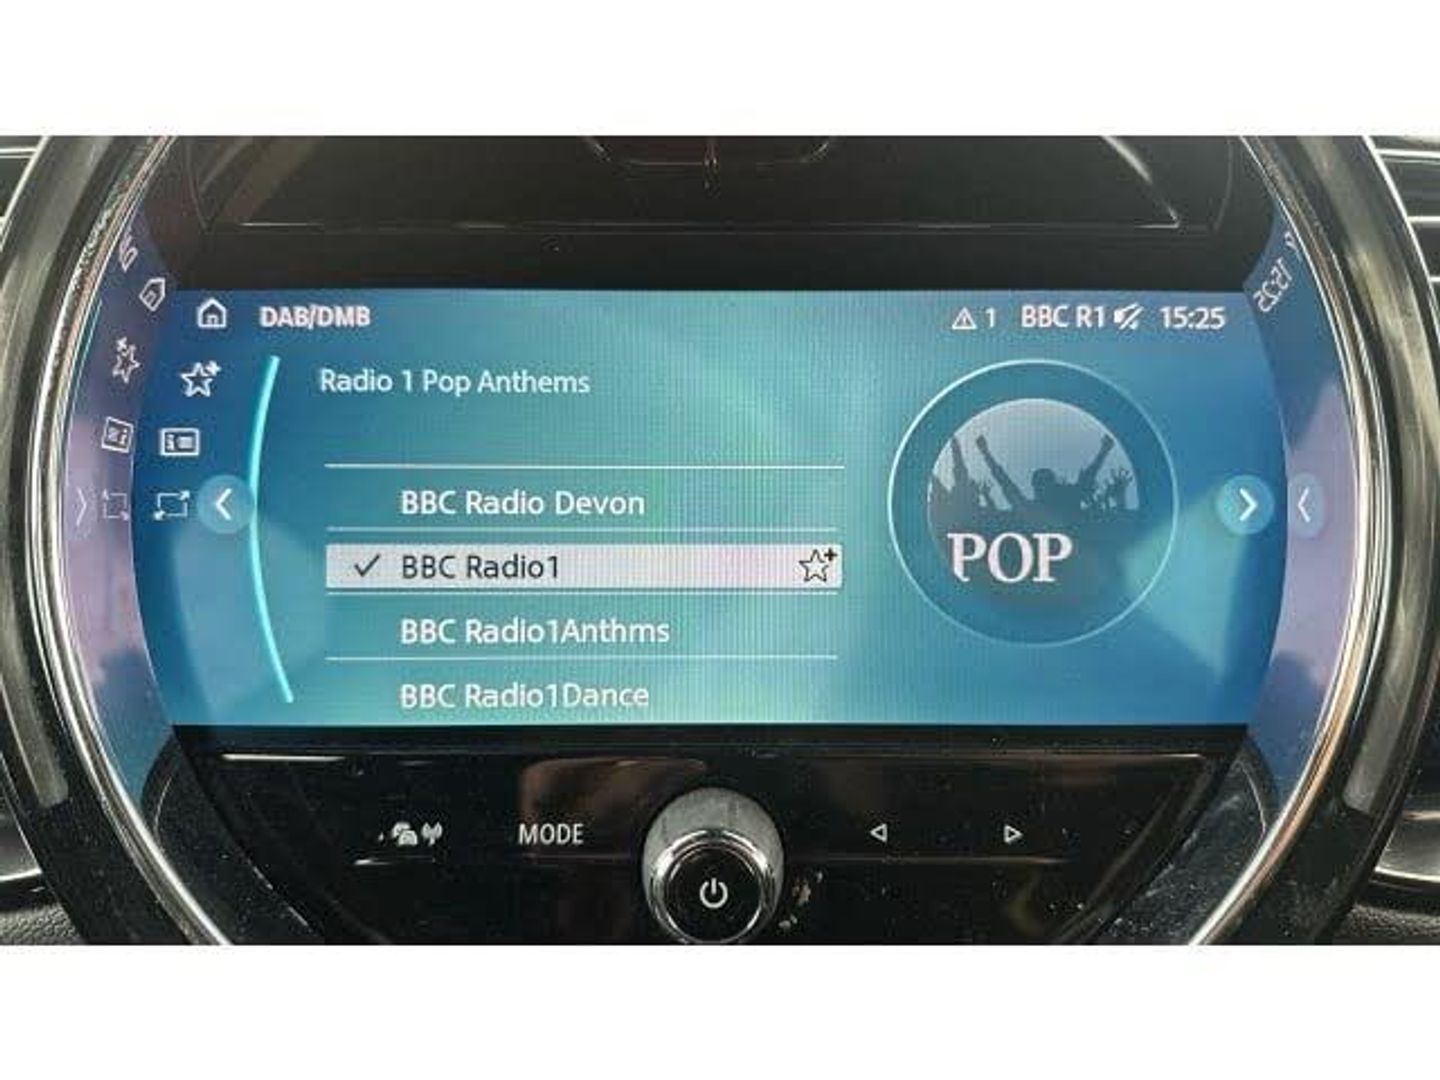 DAB/DMB
1 BBC R1 15:25
Radio 1 Pop Anthems
BBC Radio Devon
BBC Radio1
BBC Radio1Anthms
BBC Radio1Dance
POP
MODE